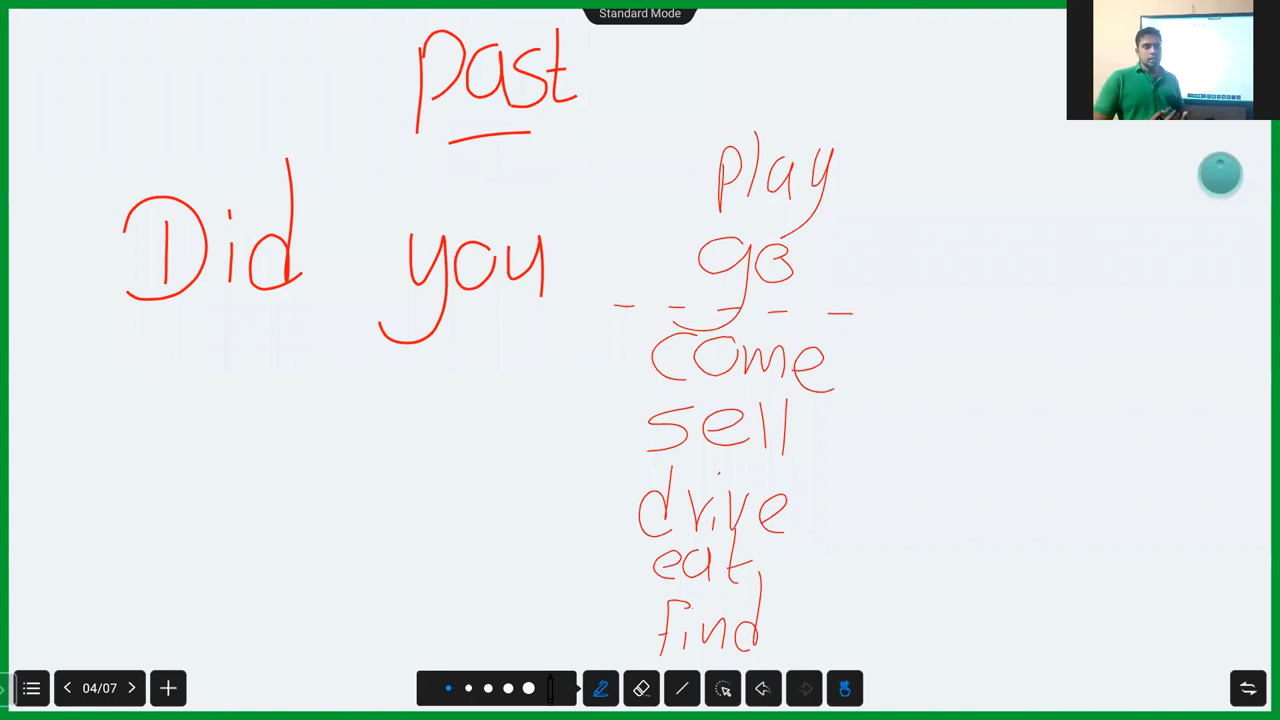 Standard Mode
past
Did you
play
go
- - - - -
come
sell
drive
eat
find
04/07